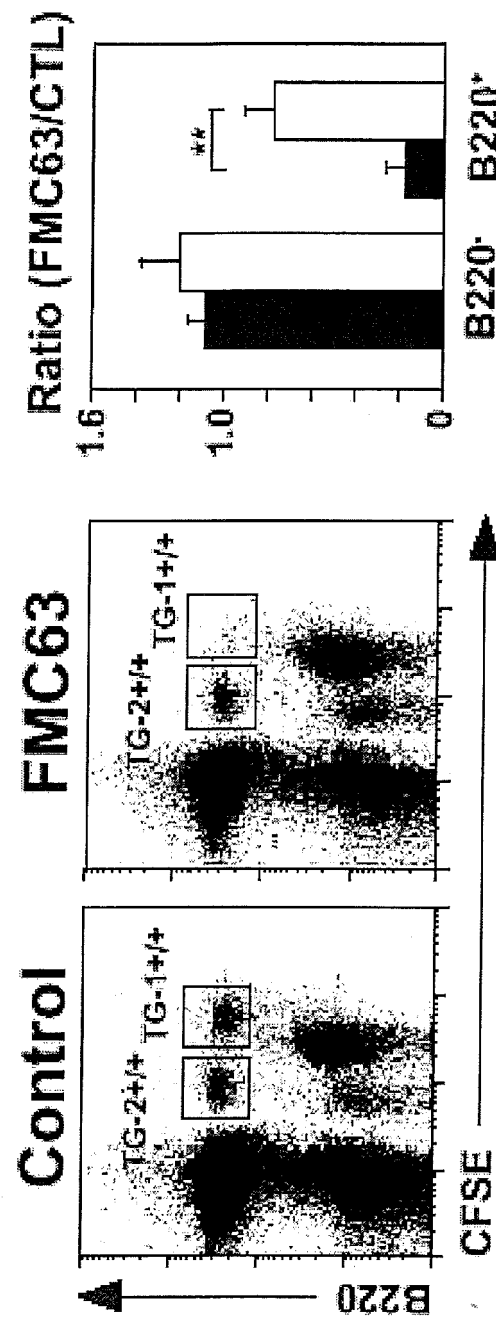 Control
FMC63
Ratio (FMC63/CTL)
TG-2+/+
TG-1+/+
TG-2+/+
TG-1+/+
B220
CFSE
1.6
1.0
0
**
B220-
B220+